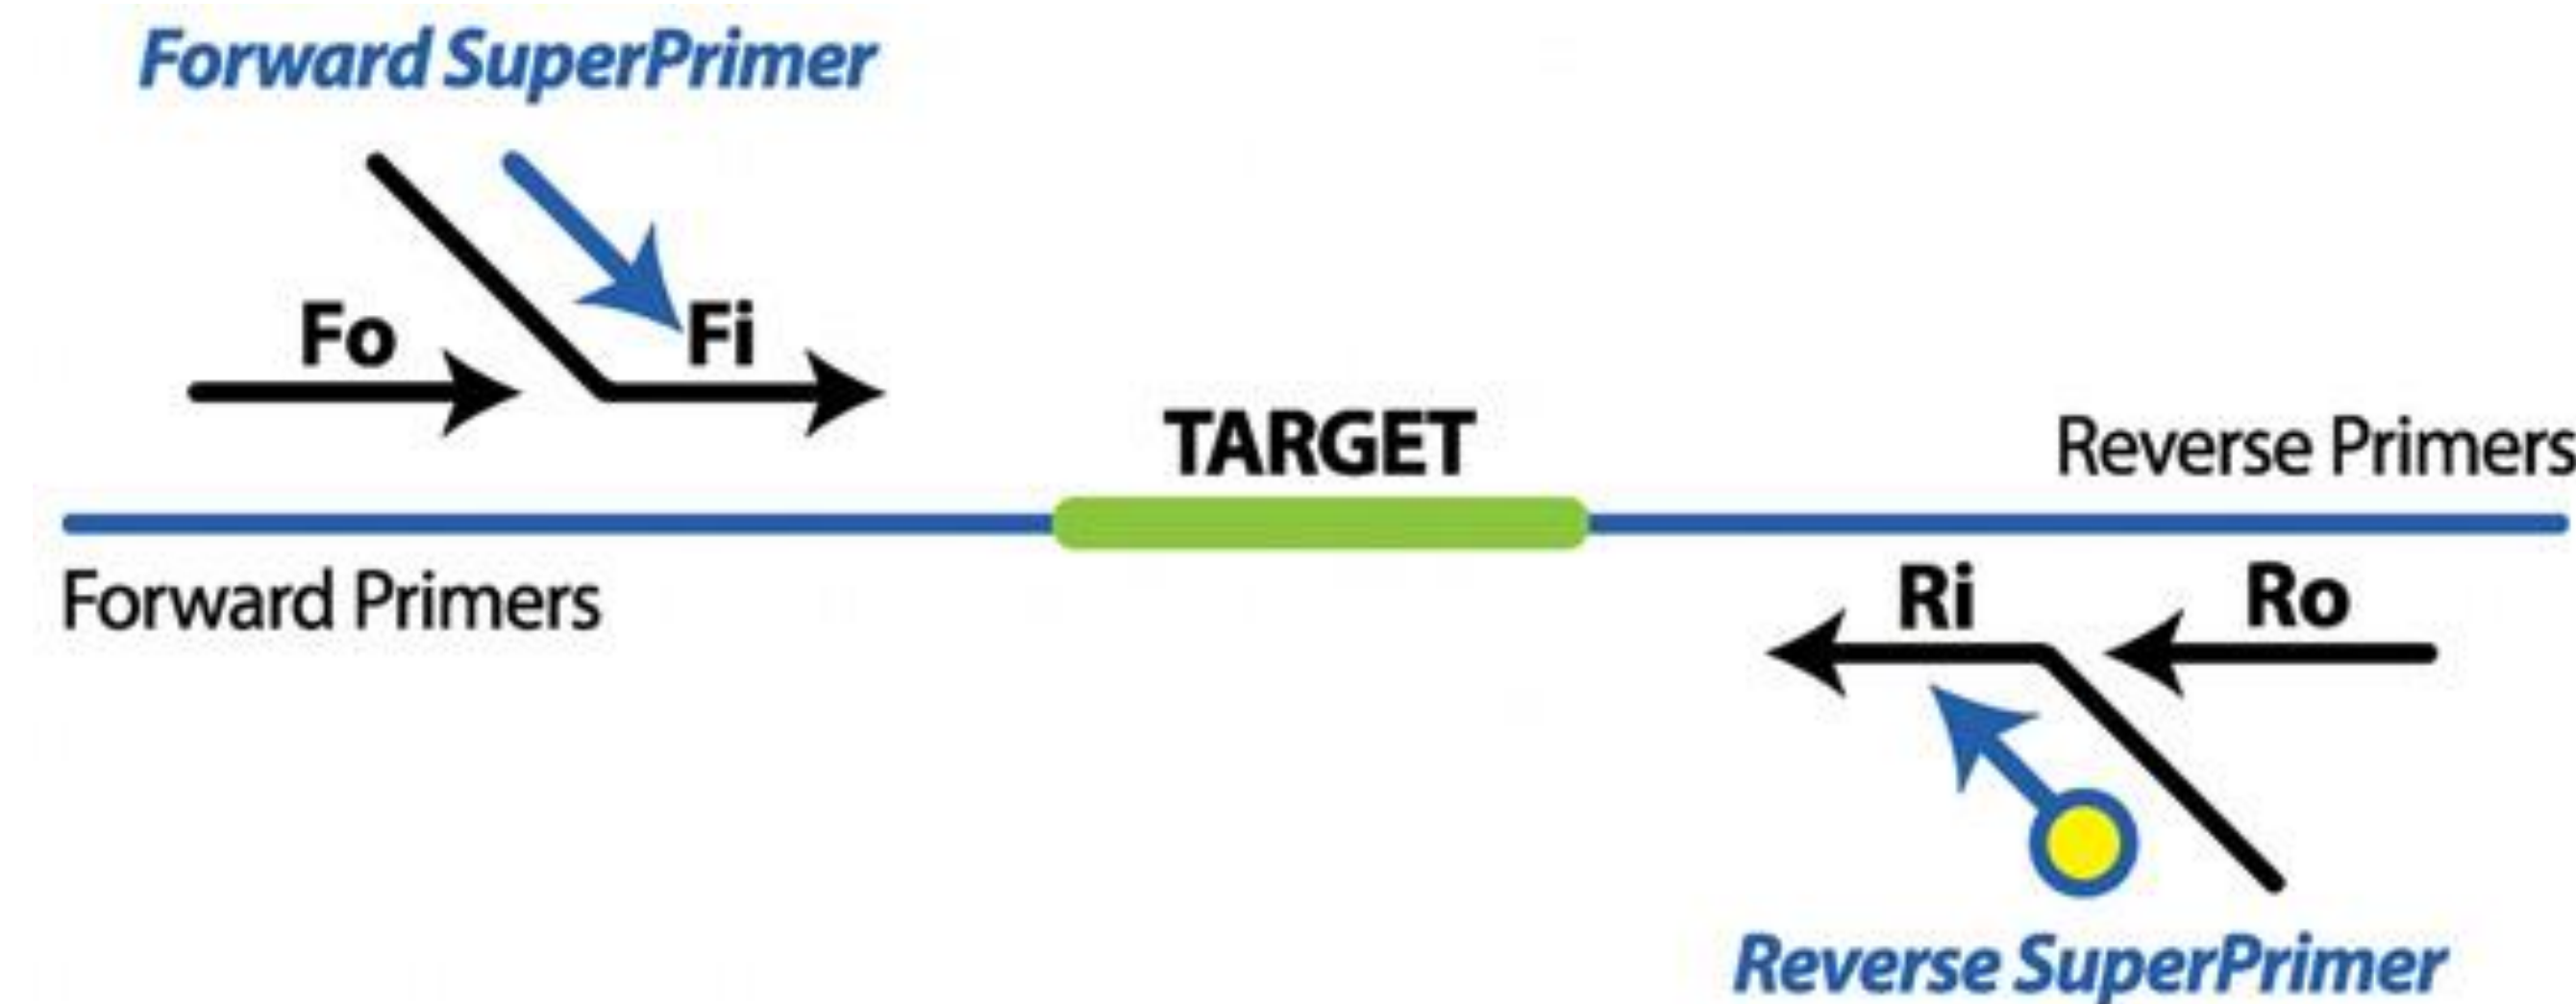 Forward SuperPrimer
Fo
Fi
TARGET
Reverse Primers
Forward Primers
Ri
Ro
Reverse SuperPrimer